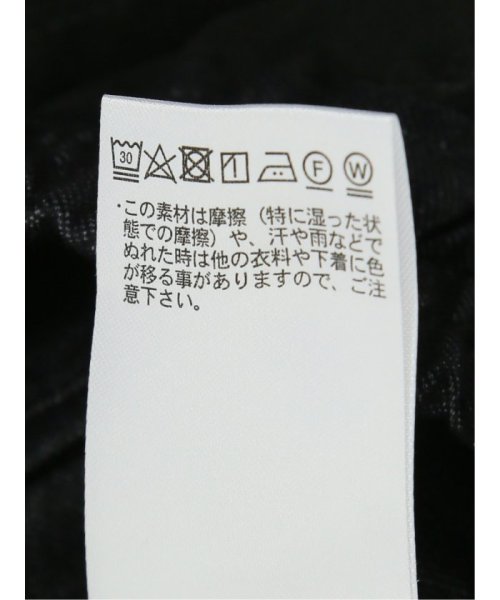 30 F W
・この素材は摩擦（特に湿った状
態での摩擦）や、汗や雨などで
ぬれた時は他の衣料や下着に色
が移る事がありますので、ご注
意下さい。